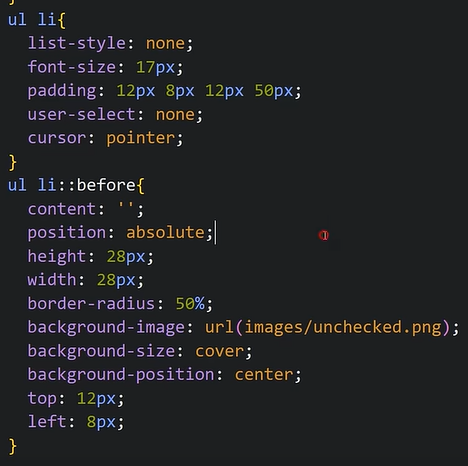 }
ul li{
list-style: none;
font-size: 17px;
padding: 12px 8px 12px 50px;
user-select: none;
cursor: pointer;
}
ul li::before{
content: '';
position: absolute;
height: 28px;
width: 28px;
border-radius: 50%;
background-image: url(images/unchecked.png);
background-size: cover;
background-position: center;
top: 12px;
left: 8px;
}